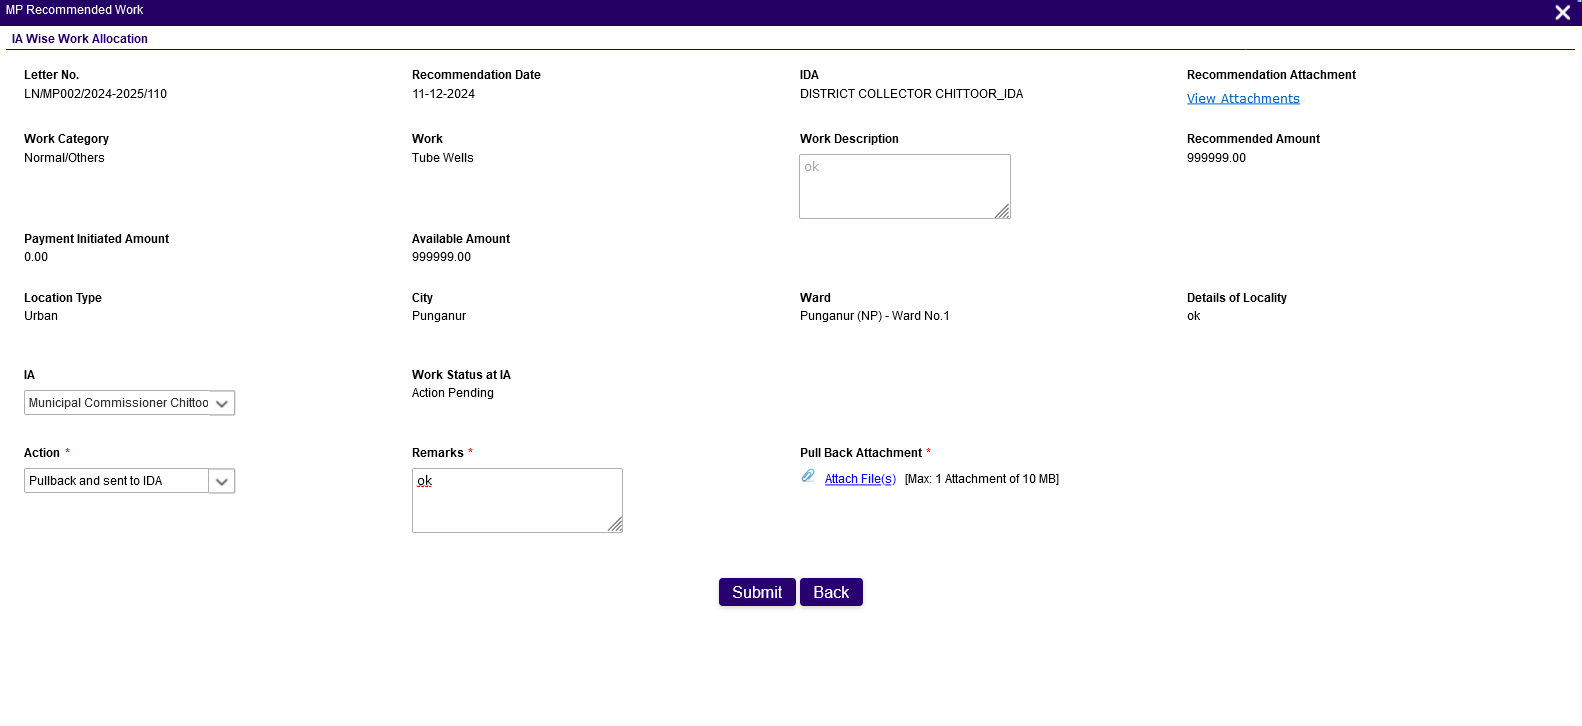 MP Recommended Work
IA Wise Work Allocation
Letter No. Recommendation Date IDA Recommendation Attachment
LN/MP002/2024-2025/110 11-12-2024 DISTRICT COLLECTOR CHITTOOR_IDA View Attachments
Work Category Work Work Description Recommended Amount
Normal/Others Tube Wells ok 999999.00
Payment Initiated Amount Available Amount
0.00 999999.00
Location Type City Ward Details of Locality
Urban Punganur Punganur (NP) - Ward No.1 ok
IA Work Status at IA
Municipal Commissioner Chittoo Action Pending
Action * Remarks * Pull Back Attachment *
Pullback and sent to IDA ok Attach File(s) [Max: 1 Attachment of 10 MB]
Submit Back